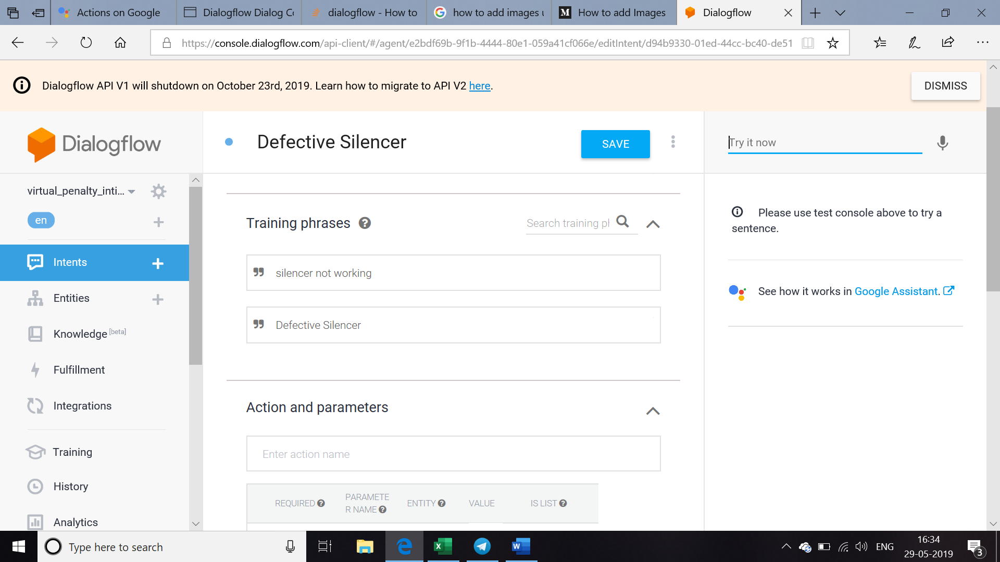 Actions on Google
Dialogflow Dialog Co
dialogflow - How to
how to add images u
How to add Images
Dialogflow
https://console.dialogflow.com/api-client/#/agent/e2bdf69b-9f1b-4444-80e1-059a41cf066e/editIntent/d94b9330-01ed-44cc-bc40-de51
Dialogflow API V1 will shutdown on October 23rd, 2019. Learn how to migrate to API V2 here.
DISMISS
Dialogflow
Defective Silencer
SAVE
Try it now
virtual_penalty_inti...
en
Intents
Entities
Knowledge [beta]
Fulfillment
Integrations
Training
History
Analytics
Training phrases
Search training pl
silencer not working
Defective Silencer
Action and parameters
Enter action name
REQUIRED
PARAMETE
R NAME
ENTITY
VALUE
IS LIST
Please use test console above to try a
sentence.
See how it works in Google Assistant.
Type here to search
ENG
16:34
29-05-2019
3